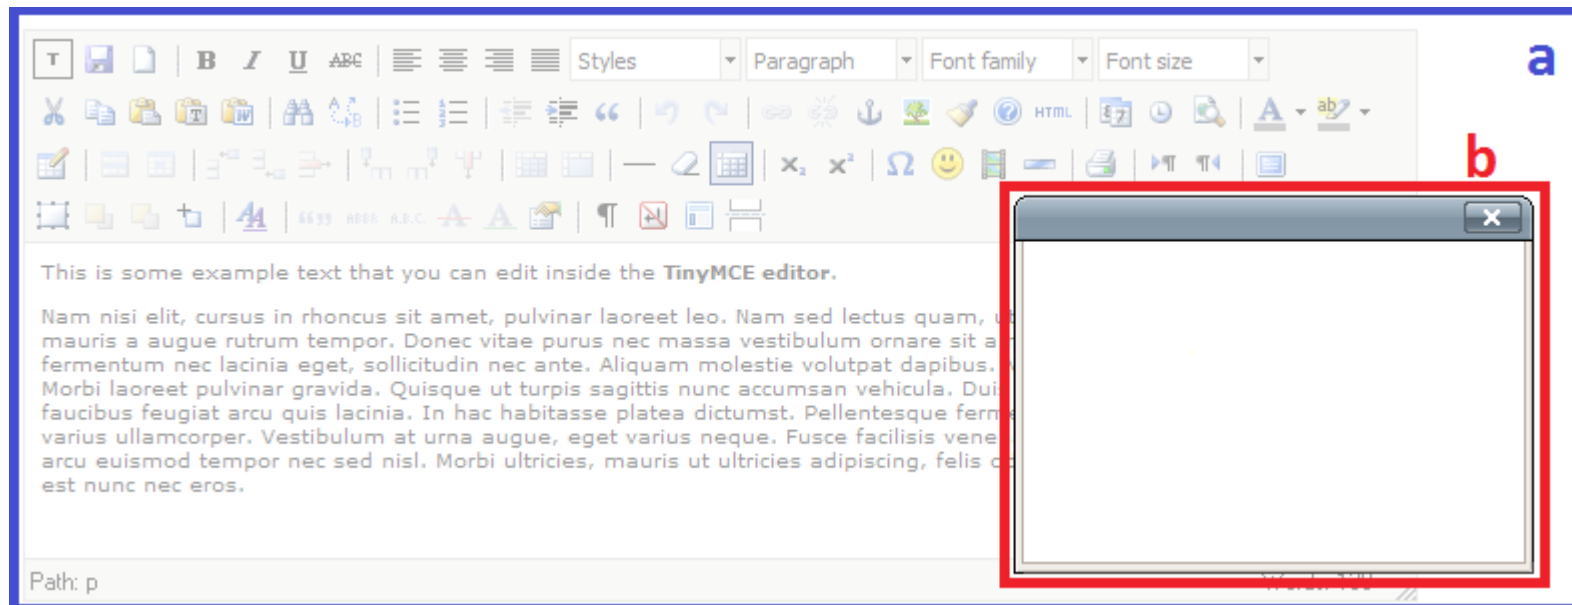 T B I U ABC Styles Paragraph Font family Font size a
HTML A ab
b
A.B.C. A A
This is some example text that you can edit inside the TinyMCE editor.
Nam nisi elit, cursus in rhoncus sit amet, pulvinar laoreet leo. Nam sed lectus quam,
mauris a augue rutrum tempor. Donec vitae purus nec massa vestibulum ornare sit
fermentum nec lacinia eget, sollicitudin nec ante. Aliquam molestie volutpat dapibus.
Morbi laoreet pulvinar gravida. Quisque ut turpis sagittis nunc accumsan vehicula.
faucibus feugiat arcu quis lacinia. In hac habitasse platea dictumst. Pellentesque
varius ullamcorper. Vestibulum at urna augue, eget varius neque. Fusce facilisis
arcu euismod tempor nec sed nisl. Morbi ultricies, mauris ut ultricies adipiscing, felis
est nunc nec eros.
Path: p